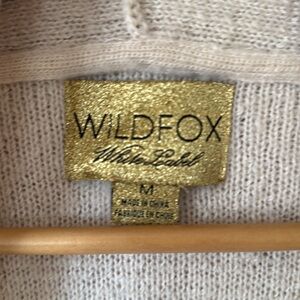 WiLDFOX
White Label
M
MADE IN CHINA
FABRIQUÉ EN CHINE